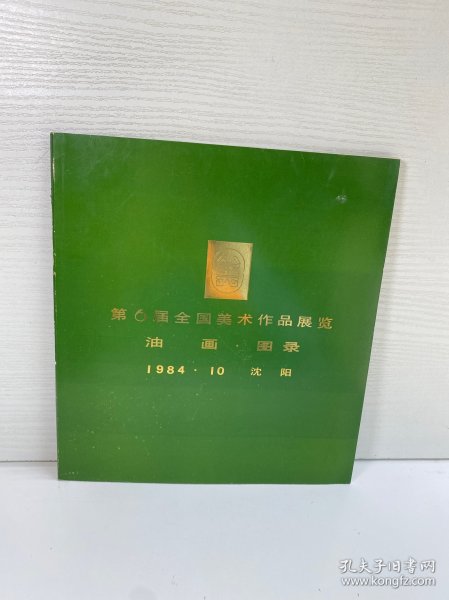 第6届全国美术作品展览
油 画 · 图录
1984 · 10 沈 阳
孔夫子旧书网
www.kongfz.com